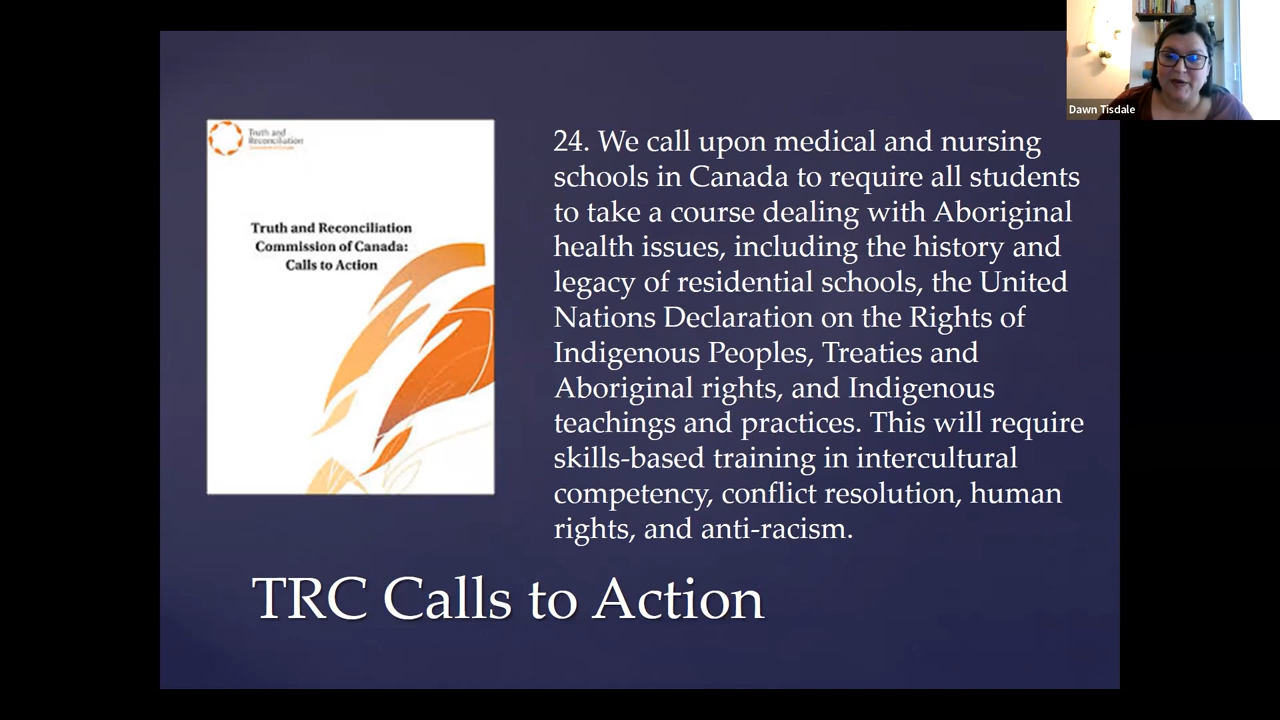 Dawn Tisdale
Truth and
Reconciliation
Truth and Reconciliation
Commission of Canada:
Calls to Action
24. We call upon medical and nursing
schools in Canada to require all students
to take a course dealing with Aboriginal
health issues, including the history and
legacy of residential schools, the United
Nations Declaration on the Rights of
Indigenous Peoples, Treaties and
Aboriginal rights, and Indigenous
teachings and practices. This will require
skills-based training in intercultural
competency, conflict resolution, human
rights, and anti-racism.
TRC Calls to Action